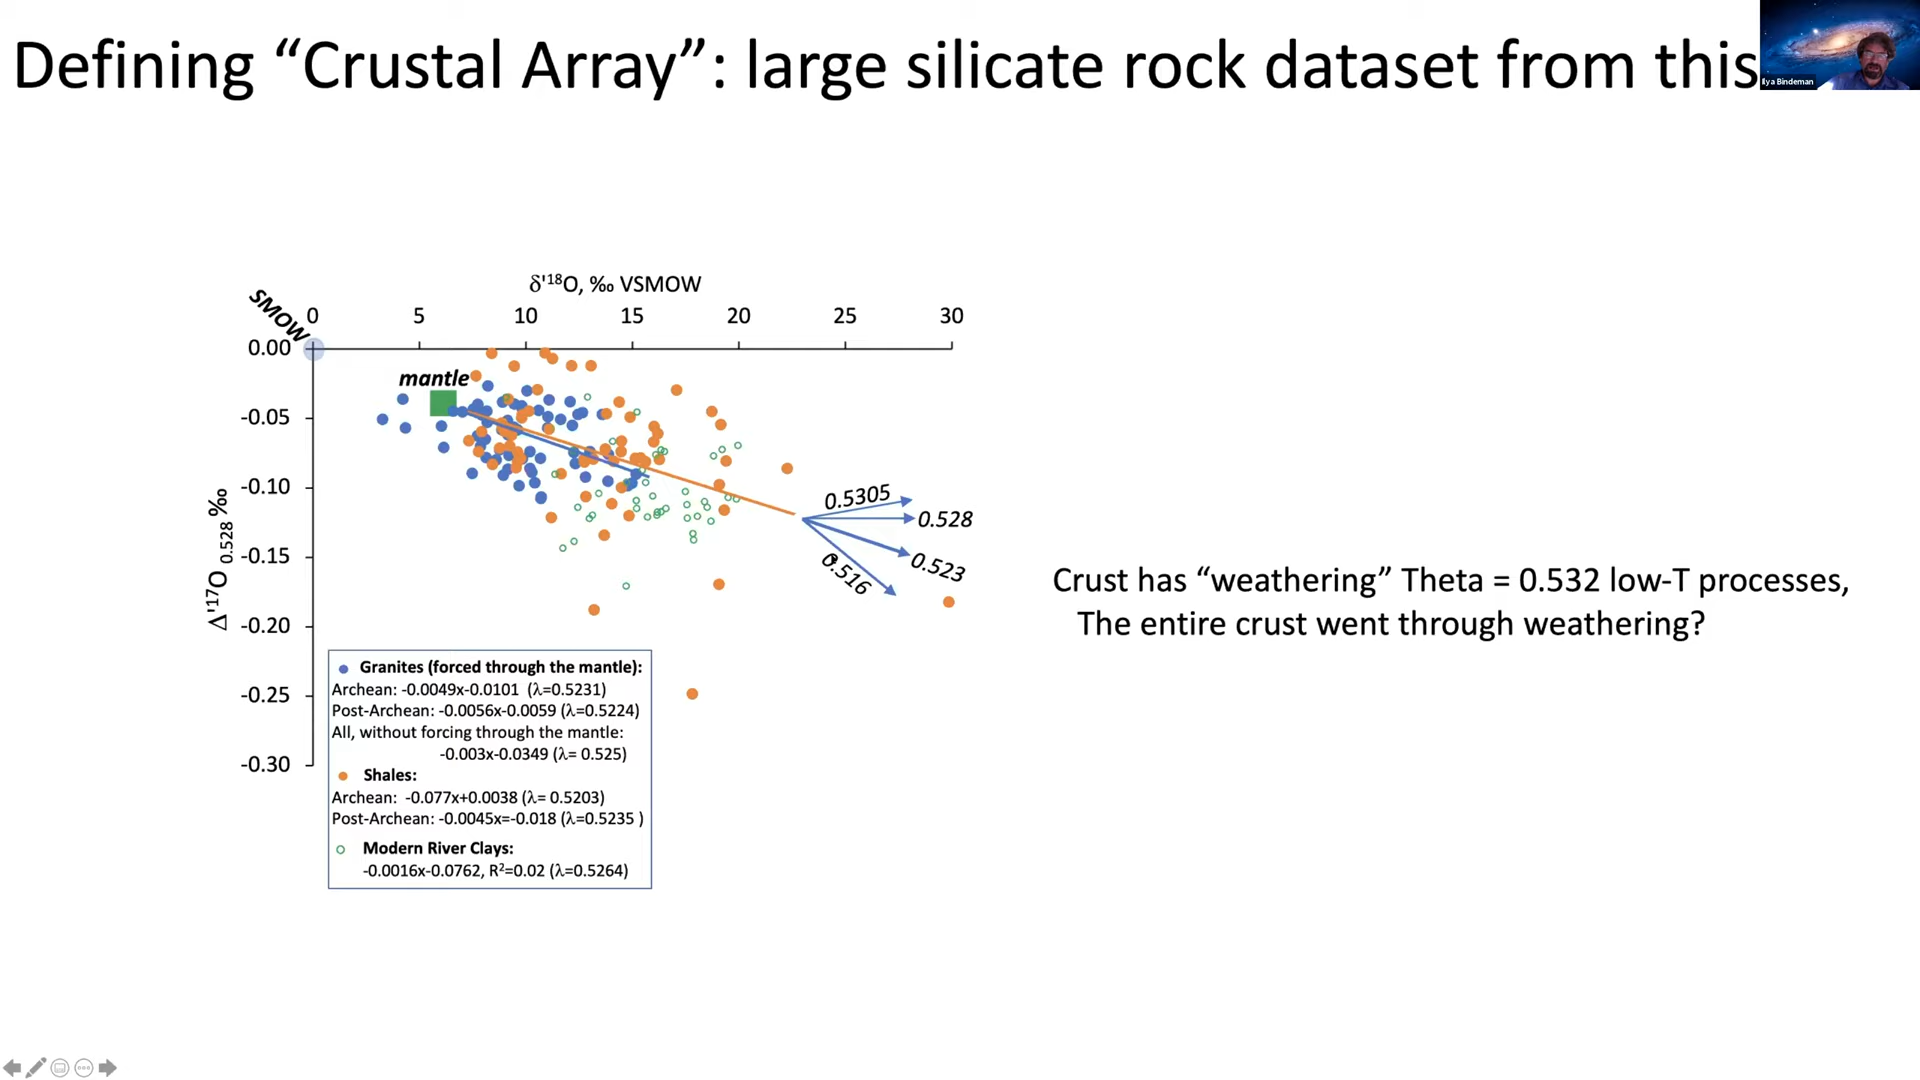 Defining “Crustal Array”: large silicate rock dataset from this
Ilya Bindeman
δ'¹⁸O, ‰ VSMOW
SMOW
0 5 10 15 20 25 30
0.00
mantle
-0.05
-0.10
-0.15
-0.20
-0.25
-0.30
Δ'¹⁷O 0.528 ‰
0.5305
0.528
0.523
0.516
Crust has “weathering” Theta = 0.532 low-T processes,
The entire crust went through weathering?
Granites (forced through the mantle):
Archean: -0.0049x-0.0101 (λ=0.5231)
Post-Archean: -0.0056x-0.0059 (λ=0.5224)
All, without forcing through the mantle:
-0.003x-0.0349 (λ= 0.525)
Shales:
Archean: -0.077x+0.0038 (λ= 0.5203)
Post-Archean: -0.0045x=-0.018 (λ=0.5235 )
Modern River Clays:
-0.0016x-0.0762, R²=0.02 (λ=0.5264)